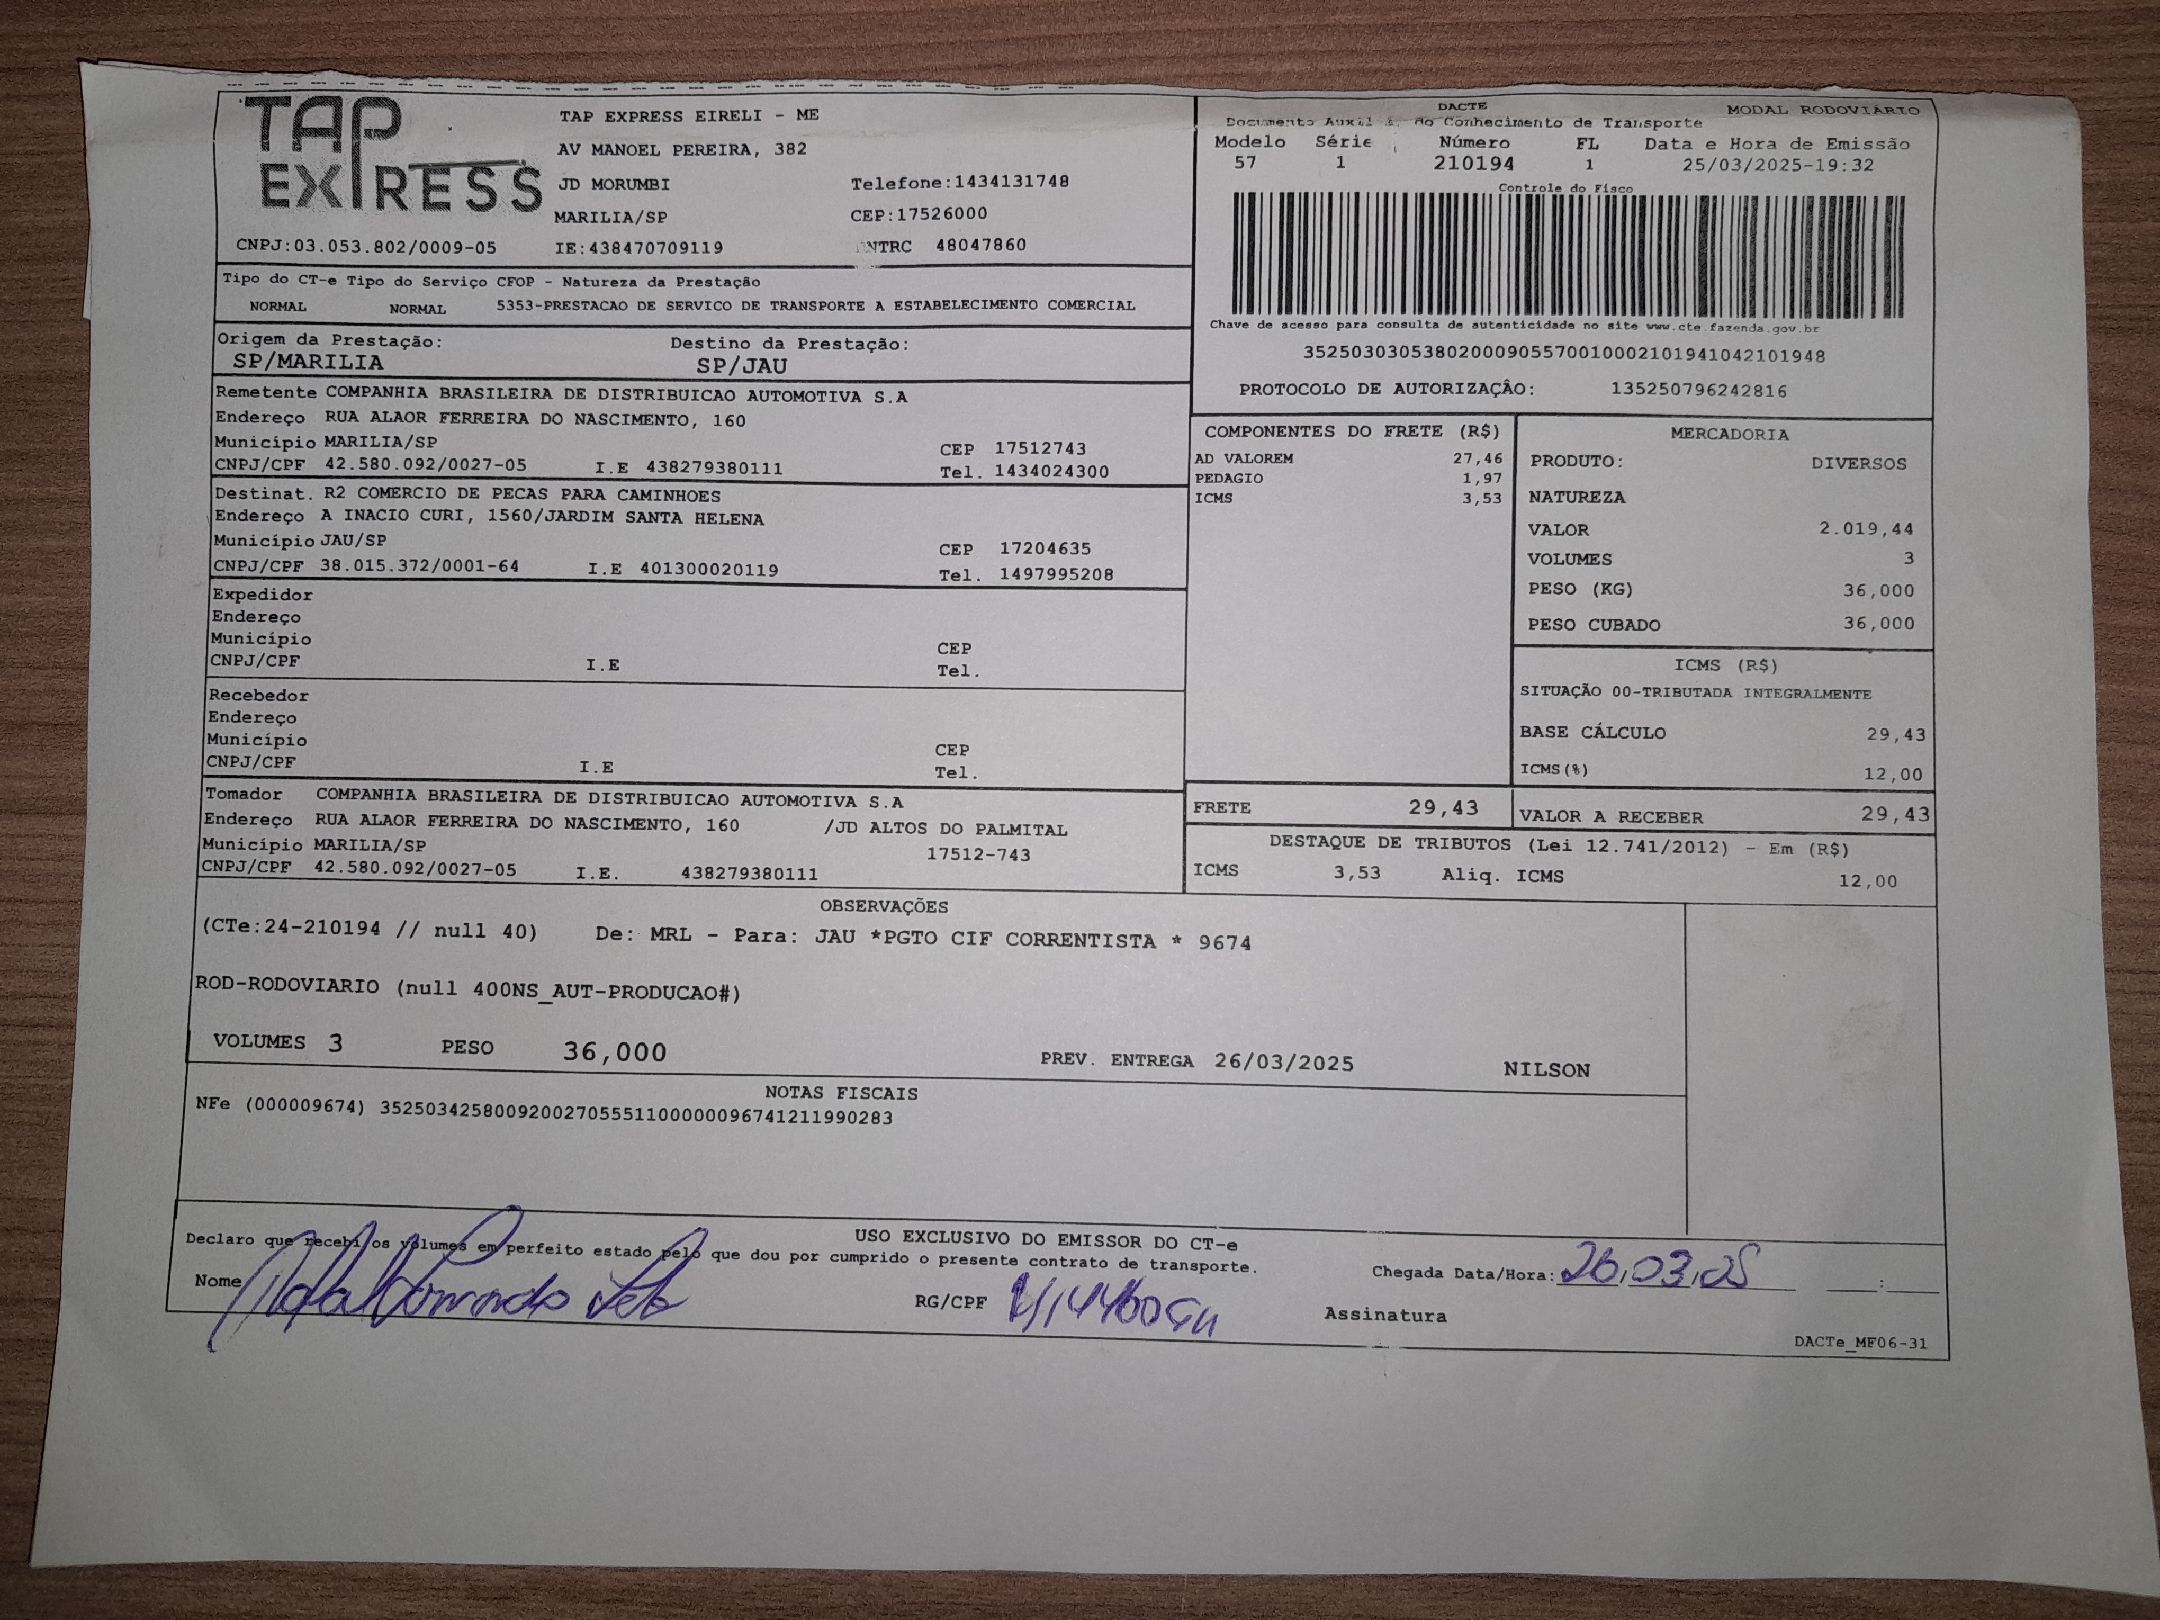 TAP EXPRESS
TAP EXPRESS EIRELI - ME
AV MANOEL PEREIRA, 382
JD MORUMBI Telefone:1434131748
MARILIA/SP CEP:17526000
CNPJ:03.053.802/0009-05 IE:438470709119 48047860
DACTE MODAL RODOVIÁRIO
do Conhecimento de Transporte
Modelo Série Número FL Data e Hora de Emissão
57 1 210194 1 25/03/2025-19:32
Controle do Fisco
Chave de acesso para consulta de autenticidade no site www.cte.fazenda.gov.br
35250303053802000905570010002101941042101948
PROTOCOLO DE AUTORIZAÇÂO: 135250796242816
Tipo do CT-e Tipo do Serviço CFOP - Natureza da Prestação
NORMAL NORMAL 5353-PRESTACAO DE SERVICO DE TRANSPORTE A ESTABELECIMENTO COMERCIAL
Origem da Prestação: Destino da Prestação:
SP/MARILIA SP/JAU
Remetente COMPANHIA BRASILEIRA DE DISTRIBUICAO AUTOMOTIVA S.A
Endereço RUA ALAOR FERREIRA DO NASCIMENTO, 160
Município MARILIA/SP CEP 17512743
CNPJ/CPF 42.580.092/0027-05 I.E 438279380111 Tel. 1434024300
Destinat. R2 COMERCIO DE PECAS PARA CAMINHOES
Endereço A INACIO CURI, 1560/JARDIM SANTA HELENA
Município JAU/SP CEP 17204635
CNPJ/CPF 38.015.372/0001-64 I.E 401300020119 Tel. 1497995208
Expedidor
Endereço
Município CEP
CNPJ/CPF I.E Tel.
Recebedor
Endereço
Município CEP
CNPJ/CPF I.E Tel.
Tomador COMPANHIA BRASILEIRA DE DISTRIBUICAO AUTOMOTIVA S.A
Endereço RUA ALAOR FERREIRA DO NASCIMENTO, 160 /JD ALTOS DO PALMITAL
Município MARILIA/SP 17512-743
CNPJ/CPF 42.580.092/0027-05 I.E. 438279380111
COMPONENTES DO FRETE (R$)
AD VALOREM 27,46
PEDAGIO 1,97
ICMS 3,53
MERCADORIA
PRODUTO: DIVERSOS
NATUREZA
VALOR 2.019,44
VOLUMES 3
PESO (KG) 36,000
PESO CUBADO 36,000
ICMS (R$)
SITUAÇÃO 00-TRIBUTADA INTEGRALMENTE
BASE CÁLCULO 29,43
ICMS(%) 12,00
FRETE 29,43 VALOR A RECEBER 29,43
DESTAQUE DE TRIBUTOS (Lei 12.741/2012) - Em (R$)
ICMS 3,53 Aliq. ICMS 12,00
OBSERVAÇÕES
(CTe:24-210194 // null 40) De: MRL - Para: JAU *PGTO CIF CORRENTISTA * 9674
ROD-RODOVIARIO (null 400NS_AUT-PRODUCAO#)
VOLUMES 3 PESO 36,000 PREV. ENTREGA 26/03/2025 NILSON
NOTAS FISCAIS
NFe (000009674) 35250342580092002705551100000096741211990283
USO EXCLUSIVO DO EMISSOR DO CT-e
Declaro que recebi os volumes em perfeito estado pelo que dou por cumprido o presente contrato de transporte.
Nome RG/CPF Chegada Data/Hora: 26,03,25 :
Assinatura
DACTe_MF06-31